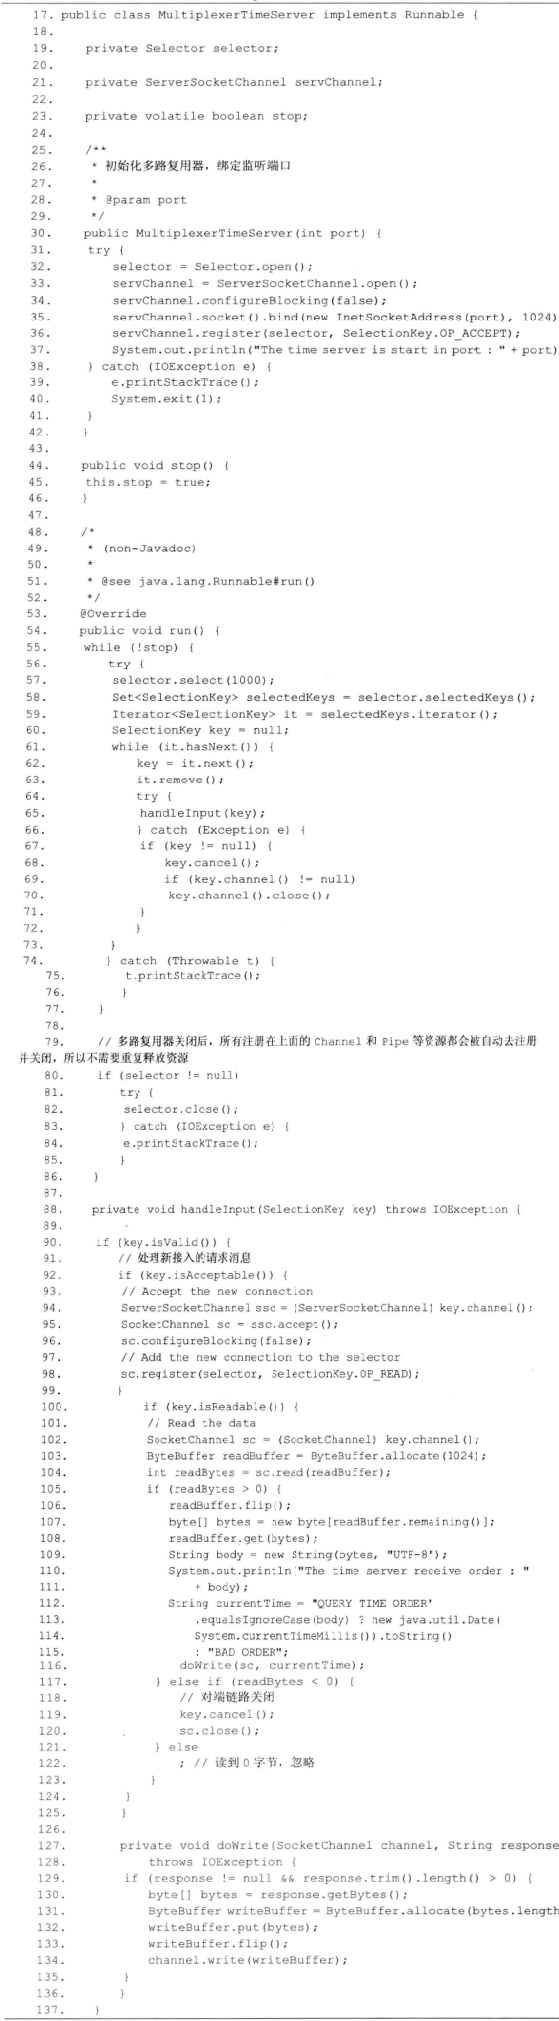 17. public class MultiplexerTimeServer implements Runnable {
18.
19. private Selector selector;
20.
21. private ServerSocketChannel servChannel;
22.
23. private volatile boolean stop;
24.
25. /**
26. * 初始化多路复用器，绑定监听端口
27. *
28. * @param port
29. */
30. public MultiplexerTimeServer(int port) {
31. try {
32. selector = Selector.open();
33. servChannel = ServerSocketChannel.open();
34. servChannel.configureBlocking(false);
35. servChannel.socket().bind(new InetSocketAddress(port), 1024)
36. servChannel.register(selector, SelectionKey.OP_ACCEPT);
37. System.out.println("The time server is start in port : " + port)
38. } catch (IOException e) {
39. e.printStackTrace();
40. System.exit(1);
41. }
42. }
43.
44. public void stop() {
45. this.stop = true;
46. }
47.
48. /*
49. * (non-Javadoc)
50. *
51. * @see java.lang.Runnable#run()
52. */
53. @Override
54. public void run() {
55. while (!stop) {
56. try {
57. selector.select(1000);
58. Set<SelectionKey> selectedKeys = selector.selectedKeys();
59. Iterator<SelectionKey> it = selectedKeys.iterator();
60. SelectionKey key = null;
61. while (it.hasNext()) {
62. key = it.next();
63. it.remove();
64. try {
65. handleInput(key);
66. } catch (Exception e) {
67. if (key != null) {
68. key.cancel();
69. if (key.channel() != null)
70. key.channel().close();
71. }
72. }
73. }
74. } catch (Throwable t) {
75. t.printStackTrace();
76. }
77. }
78.
79. // 多路复用器关闭后，所有注册在上面的 Channel 和 Pipe 等资源都会被自动去注册
并关闭，所以不需要重复释放资源
80. if (selector != null)
81. try {
82. selector.close();
83. } catch (IOException e) {
84. e.printStackTrace();
85. }
86. }
87.
88. private void handleInput(SelectionKey key) throws IOException {
89.
90. if (key.isValid()) {
91. // 处理新接入的请求消息
92. if (key.isAcceptable()) {
93. // Accept the new connection
94. ServerSocketChannel ssc = (ServerSocketChannel) key.channel();
95. SocketChannel sc = ssc.accept();
96. sc.configureBlocking(false);
97. // Add the new connection to the selector
98. sc.register(selector, SelectionKey.OP_READ);
99. }
100. if (key.isReadable()) {
101. // Read the data
102. SocketChannel sc = (SocketChannel) key.channel();
103. ByteBuffer readBuffer = ByteBuffer.allocate(1024);
104. int readBytes = sc.read(readBuffer);
105. if (readBytes > 0) {
106. readBuffer.flip();
107. byte[] bytes = new byte[readBuffer.remaining()];
108. readBuffer.get(bytes);
109. String body = new String(bytes, "UTF-8");
110. System.out.println("The time server receive order : "
111. + body);
112. String currentTime = "QUERY TIME ORDER"
113. .equalsIgnoreCase(body) ? new java.util.Date(
114. System.currentTimeMillis()).toString()
115. : "BAD ORDER";
116. doWrite(sc, currentTime);
117. } else if (readBytes < 0) {
118. // 对端链路关闭
119. key.cancel();
120. sc.close();
121. } else
122. ; // 读到 0 字节，忽略
123. }
124. }
125. }
126.
127. private void doWrite(SocketChannel channel, String response
128. throws IOException {
129. if (response != null && response.trim().length() > 0) {
130. byte[] bytes = response.getBytes();
131. ByteBuffer writeBuffer = ByteBuffer.allocate(bytes.length
132. writeBuffer.put(bytes);
133. writeBuffer.flip();
134. channel.write(writeBuffer);
135. }
136. }
137. }